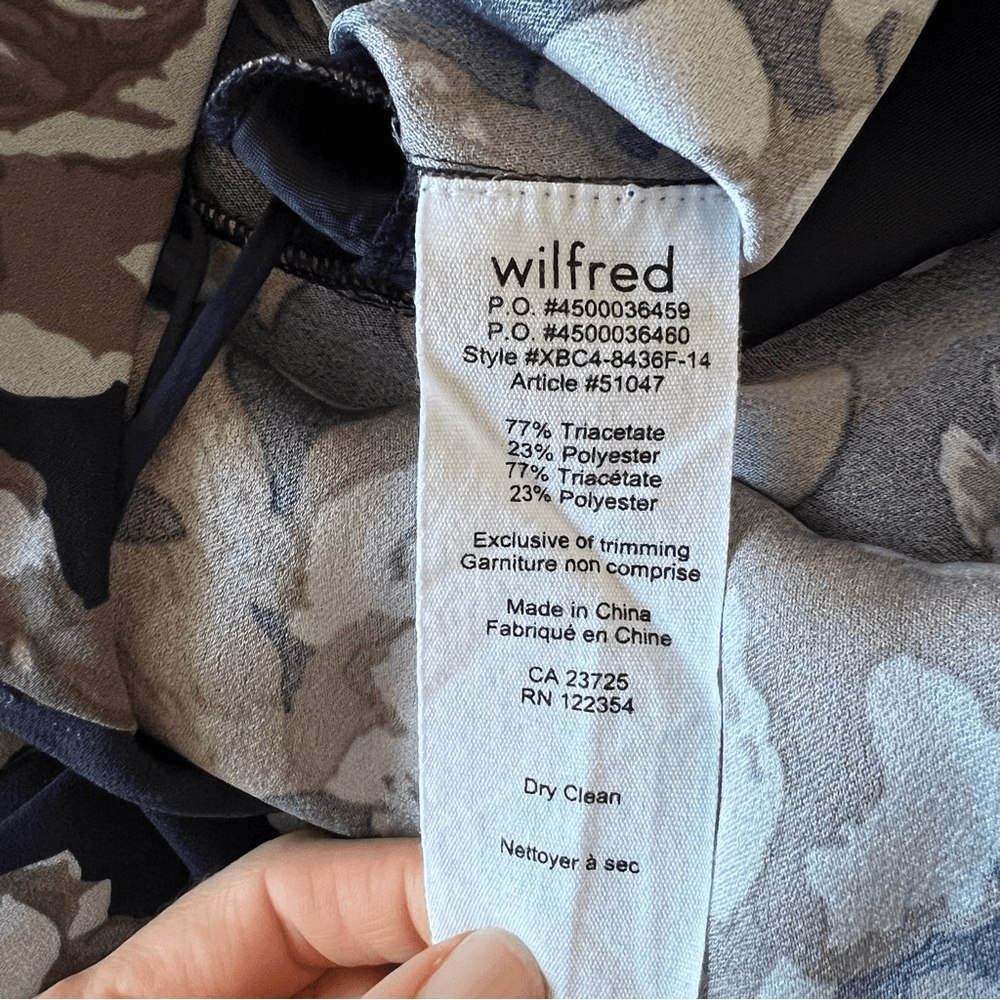 wilfred
P.O. #4500036459
P.O. #4500036460
Style #XBC4-8436F-14
Article #51047
77% Triacetate
23% Polyester
77% Triacétate
23% Polyester
Exclusive of trimming
Garniture non comprise
Made in China
Fabriqué en Chine
CA 23725
RN 122354
Dry Clean
Nettoyer à sec